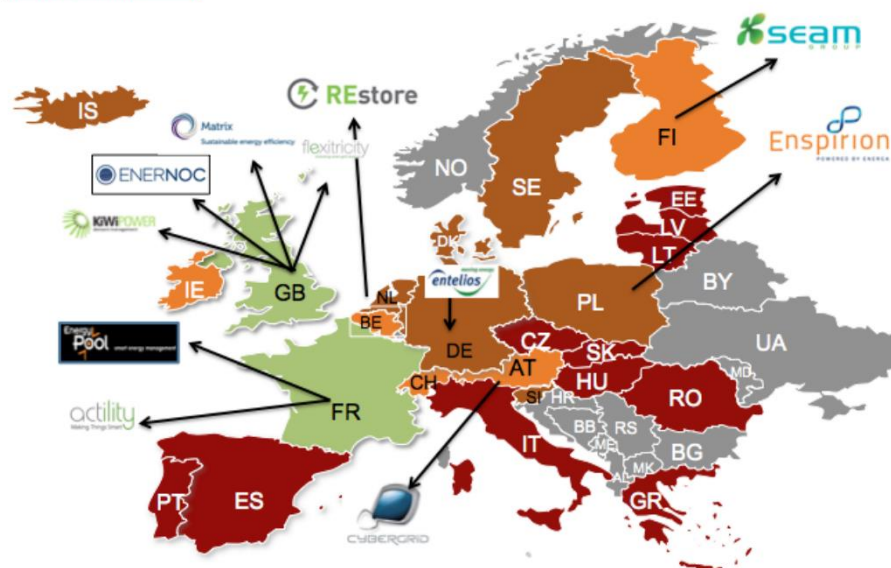 seam
GROUP
IS
REstore
Matrix
Sustainable energy efficiency
flexitricity
Enspirion
POWERED BY ENERGA
FI
NO
SE
ENERNOC
KiWiPOWER
EE
LV
LT
DK
BY
IE
GB
NL
entelios
PL
BE
UA
Energy
Pool
smart energy management
DE
CZ
SK
MD
AT
CH
HU
RO
SI
HR
actility
Making Things Smart
FR
BB
RS
IT
ME
BG
MK
AL
PT
ES
GR
CYBERGRID